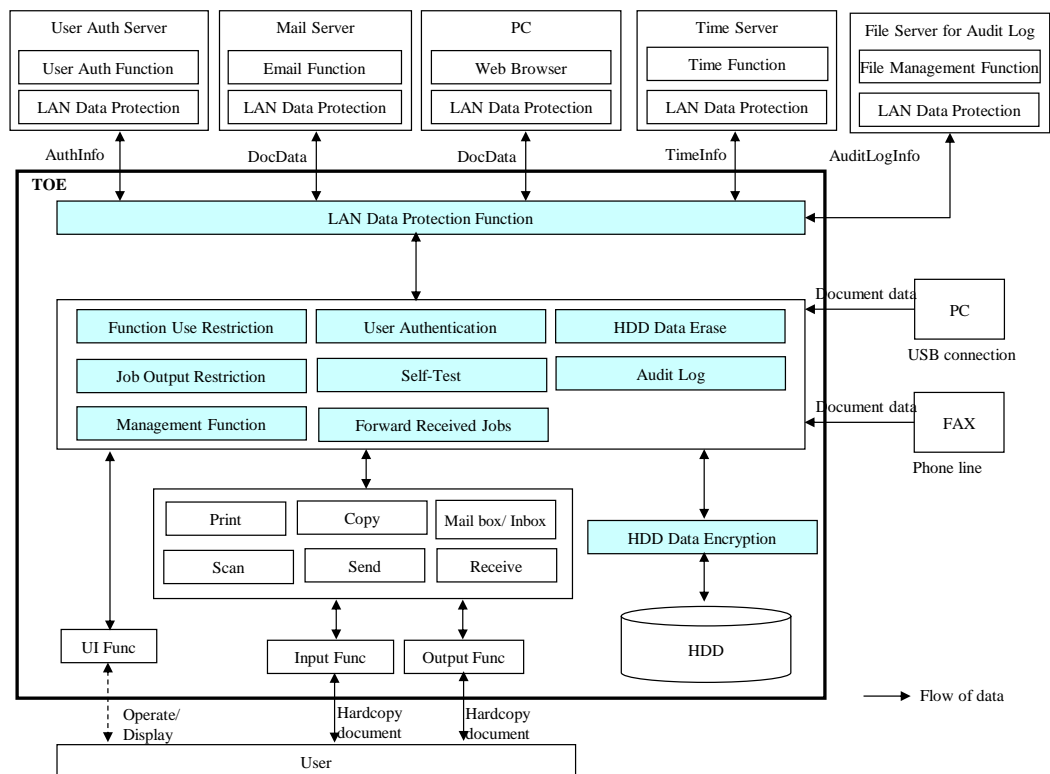 User Auth Server
Mail Server
PC
Time Server
File Server for Audit Log
User Auth Function
Email Function
Web Browser
Time Function
File Management Function
LAN Data Protection
LAN Data Protection
LAN Data Protection
LAN Data Protection
LAN Data Protection
AuthInfo
DocData
DocData
TimeInfo
AuditLogInfo
TOE
LAN Data Protection Function
Document data
PC
USB connection
Function Use Restriction
User Authentication
HDD Data Erase
Job Output Restriction
Self-Test
Audit Log
Document data
FAX
Phone line
Management Function
Forward Received Jobs
Print
Copy
Mail box/ Inbox
HDD Data Encryption
Scan
Send
Receive
UI Func
Input Func
Output Func
HDD
Flow of data
Operate/
Display
Hardcopy
document
Hardcopy
document
User